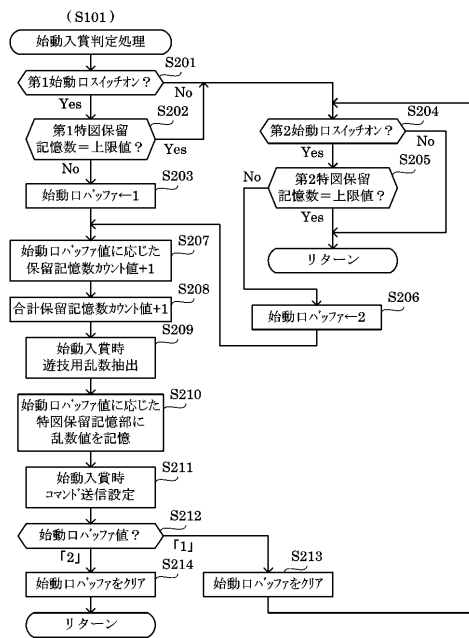 (S101)
始動入賞判定処理
S201
第1始動口スイッチオン?
No
Yes
S202
第1特図保留
記憶数=上限値?
Yes
No
S203
始動口バッファ←1
S204
第2始動口スイッチオン?
No
Yes
S205
第2特図保留
記憶数=上限値?
No
Yes
リターン
S206
始動口バッファ←2
S207
始動口バッファ値に応じた
保留記憶数カウント値+1
S208
合計保留記憶数カウント値+1
S209
始動入賞時
遊技用乱数抽出
S210
始動口バッファ値に応じた
特図保留記憶部に
乱数値を記憶
S211
始動入賞時
コマンド送信設定
S212
始動口バッファ値?
「2」
「1」
S214
始動口バッファをクリア
S213
始動口バッファをクリア
リターン